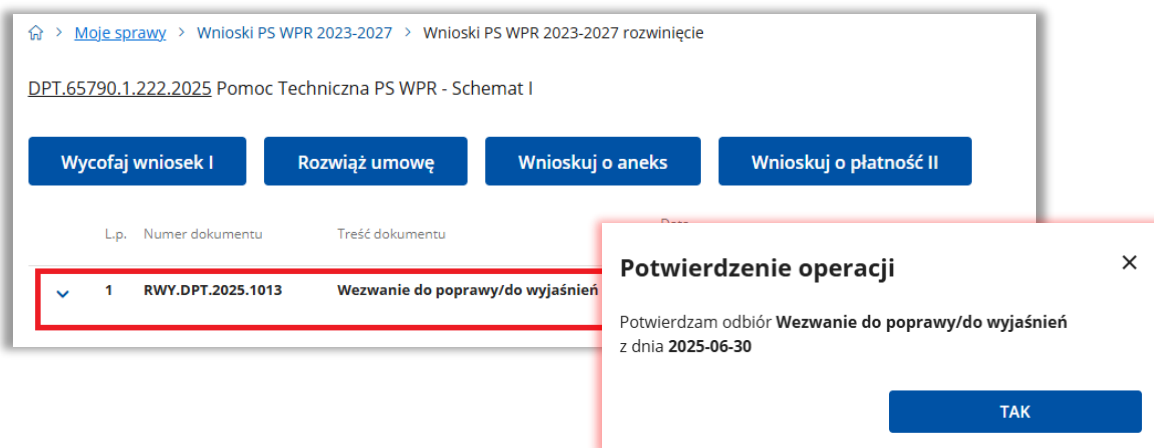 > Moje sprawy > Wnioski PS WPR 2023-2027 > Wnioski PS WPR 2023-2027 rozwinięcie
DPT.65790.1.222.2025 Pomoc Techniczna PS WPR - Schemat I
Wycofaj wniosek I Rozwiąż umowę Wnioskuj o aneks Wnioskuj o płatność II
L.p. Numer dokumentu Treść dokumentu
1 RWY.DPT.2025.1013 Wezwanie do poprawy/do wyjaśnień
Potwierdzenie operacji
Potwierdzam odbiór Wezwanie do poprawy/do wyjaśnień
z dnia 2025-06-30
TAK